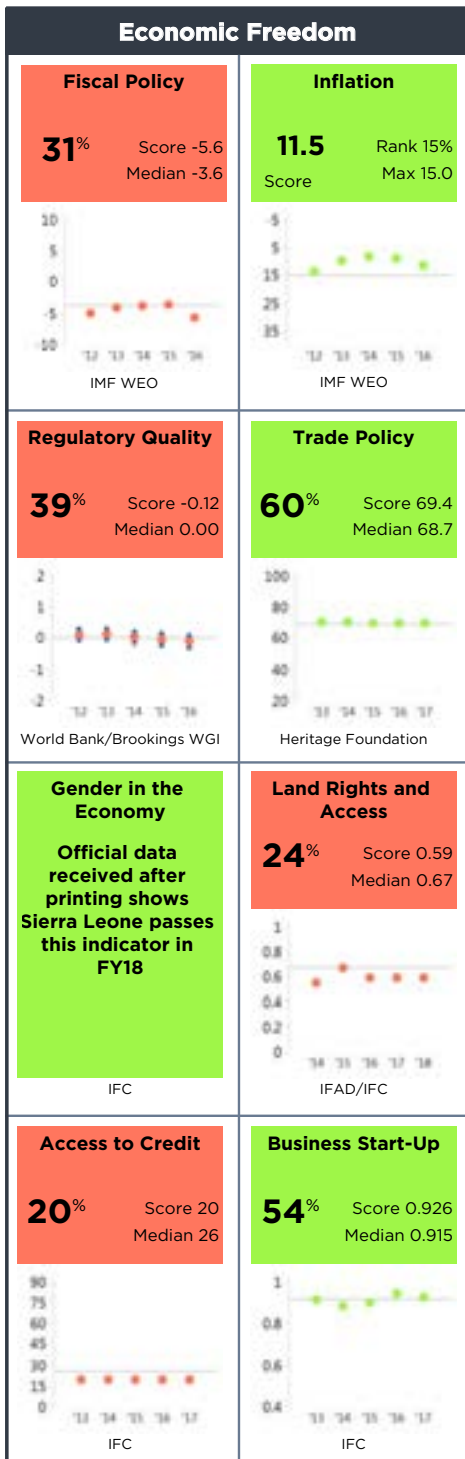 Economic Freedom
Fiscal Policy
31%
Score -5.6
Median -3.6
10
5
0
-5
-10
'12 '13 '14 '15 '16
IMF WEO
Inflation
11.5
Score
Rank 15%
Max 15.0
-5
5
15
25
35
'12 '13 '14 '15 '16
IMF WEO
Regulatory Quality
39%
Score -0.12
Median 0.00
2
1
0
-1
-2
'12 '13 '14 '15 '16
World Bank/Brookings WGI
Trade Policy
60%
Score 69.4
Median 68.7
100
80
60
40
20
'13 '14 '15 '16 '17
Heritage Foundation
Gender in the
Economy
Official data
received after
printing shows
Sierra Leone passes
this indicator in
FY18
IFC
Land Rights and
Access
24%
Score 0.59
Median 0.67
1
0.8
0.6
0.4
0.2
0
'14 '15 '16 '17 '18
IFAD/IFC
Access to Credit
20%
Score 20
Median 26
90
75
60
45
30
15
0
'13 '14 '15 '16 '17
IFC
Business Start-Up
54%
Score 0.926
Median 0.915
1
0.8
0.6
0.4
'13 '14 '15 '16 '17
IFC